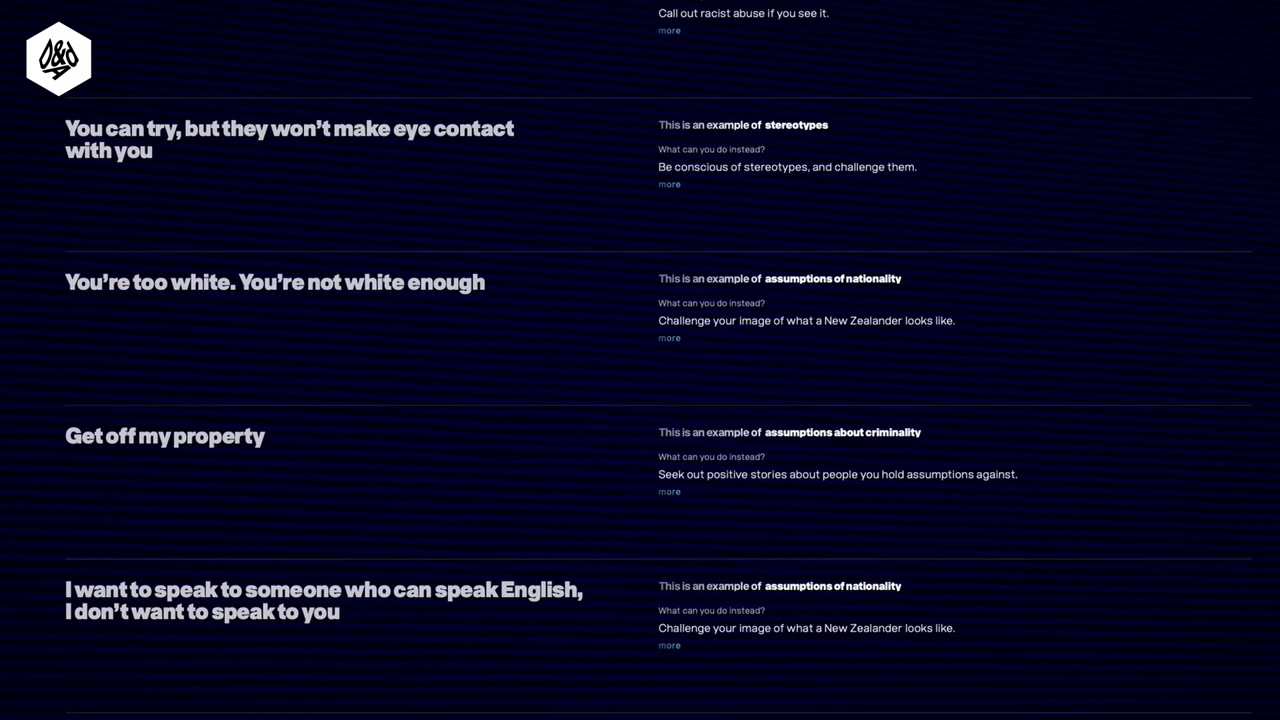 Call out racist abuse if you see it.
more
D&AD
You can try, but they won't make eye contact
with you
This is an example of stereotypes
What can you do instead?
Be conscious of stereotypes, and challenge them.
more
You're too white. You're not white enough
This is an example of assumptions of nationality
What can you do instead?
Challenge your image of what a New Zealander looks like.
more
Get off my property
This is an example of assumptions about criminality
What can you do instead?
Seek out positive stories about people you hold assumptions against.
more
I want to speak to someone who can speak English,
I don't want to speak to you
This is an example of assumptions of nationality
What can you do instead?
Challenge your image of what a New Zealander looks like.
more